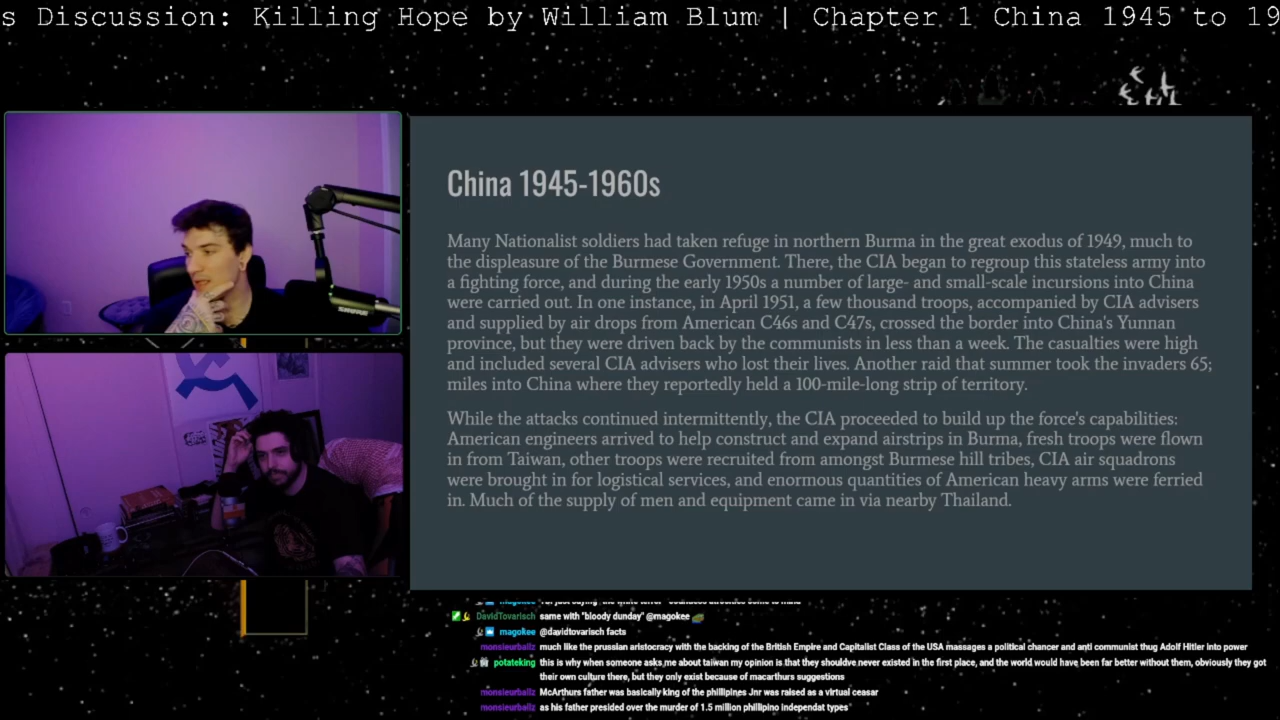 s Discussion: Killing Hope by William Blum | Chapter 1 China 1945 to 19
China 1945-1960s
Many Nationalist soldiers had taken refuge in northern Burma in the great exodus of 1949, much to
the displeasure of the Burmese Government. There, the CIA began to regroup this stateless army into
a fighting force, and during the early 1950s a number of large- and small-scale incursions into China
were carried out. In one instance, in April 1951, a few thousand troops, accompanied by CIA advisers
and supplied by air drops from American C46s and C47s, crossed the border into China's Yunnan
province, but they were driven back by the communists in less than a week. The casualties were high
and included several CIA advisers who lost their lives. Another raid that summer took the invaders 65;
miles into China where they reportedly held a 100-mile-long strip of territory.
While the attacks continued intermittently, the CIA proceeded to build up the force's capabilities:
American engineers arrived to help construct and expand airstrips in Burma, fresh troops were flown
in from Taiwan, other troops were recruited from amongst Burmese hill tribes, CIA air squadrons
were brought in for logistical services, and enormous quantities of American heavy arms were ferried
in. Much of the supply of men and equipment came in via nearby Thailand.
DavidTovarisch same with "bloody dunday" @magokee
magokee @davidtovarisch facts
monsieurballz much like the prussian aristocracy with the backing of the British Empire and Capitalist Class of the USA massages a political chancer and anti communist thug Adolf Hitler into power
potateking this is why when someone asks me about taiwan my opinion is that they shouldve never existed in the first place, and the world would have been far better without them, obviously they got
their own culture there, but they only exist because of macarthurs suggestions
monsieurballz McArthurs father was basically king of the phillipines Jnr was raised as a virtual ceasar
monsieurballz as his father presided over the murder of 1.5 million phillipino independat types